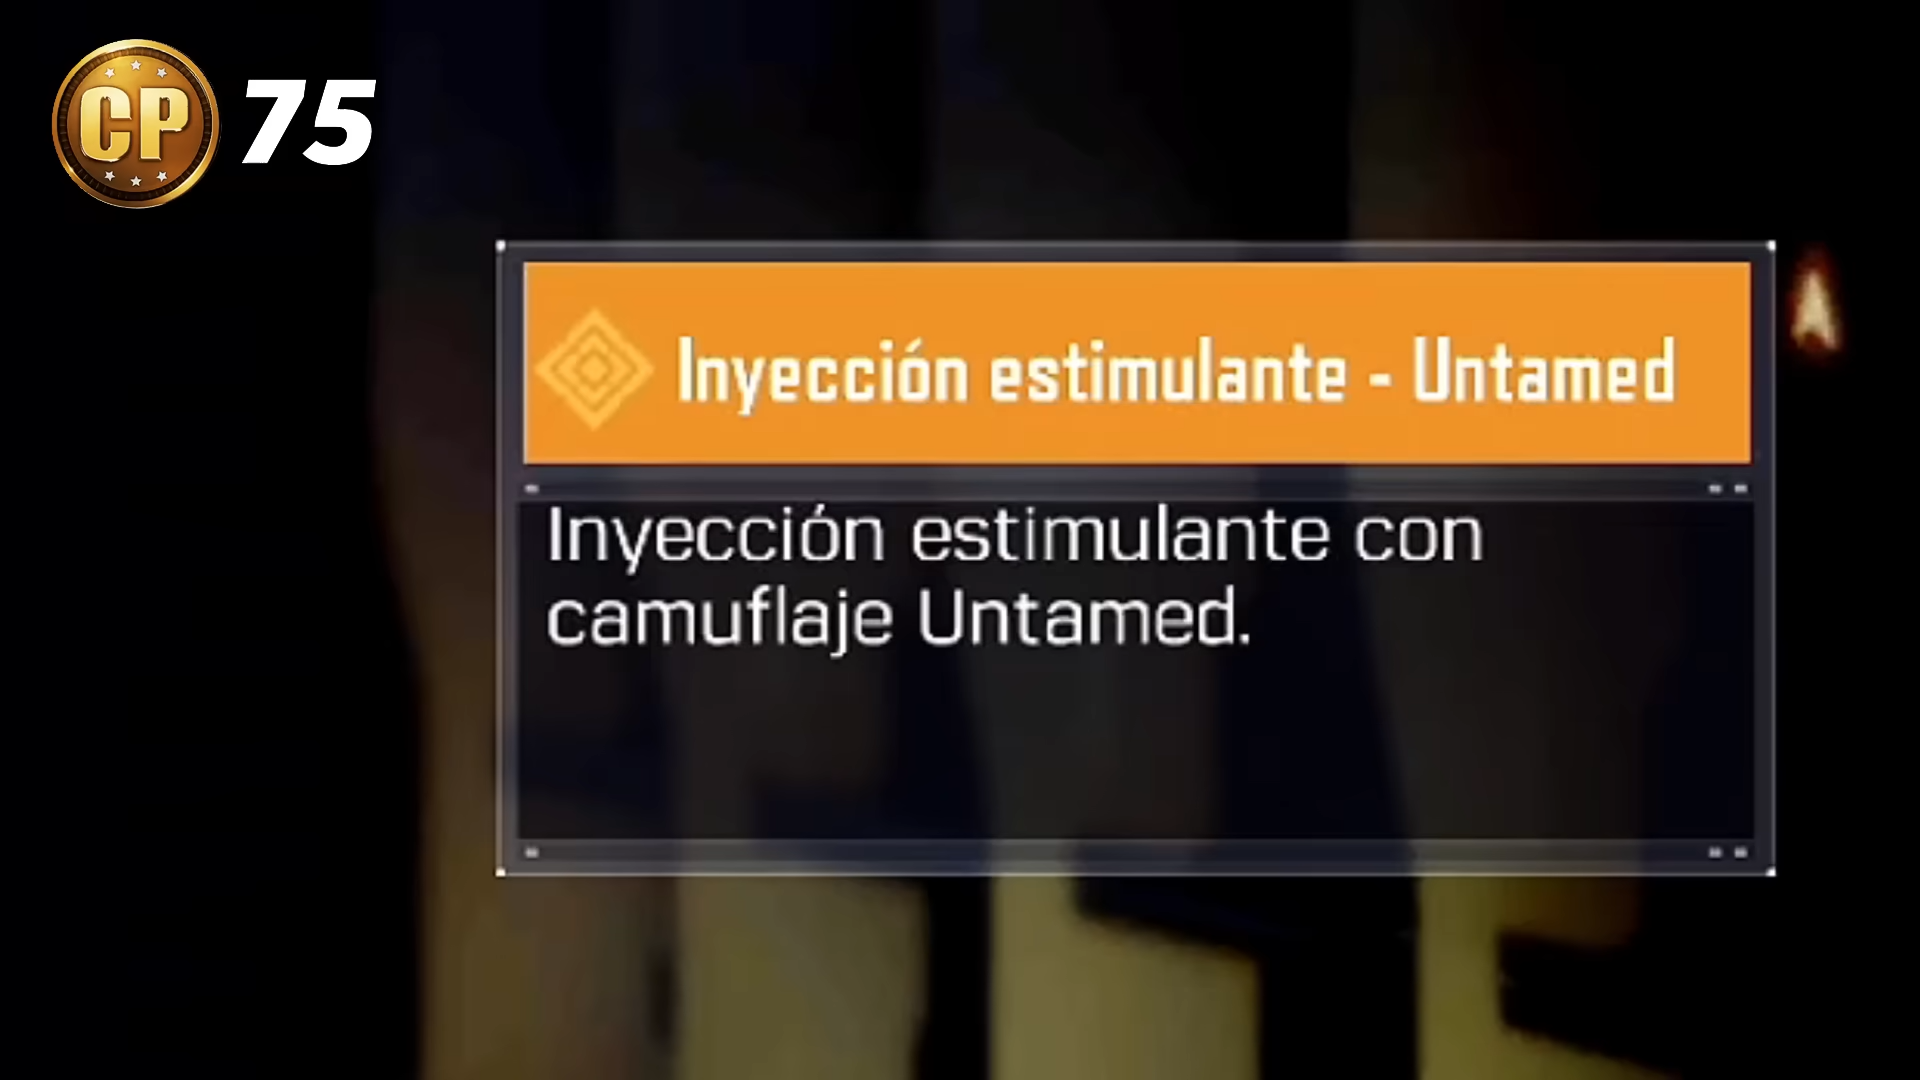 CP 75
Inyección estimulante - Untamed
Inyección estimulante con
camuflaje Untamed.